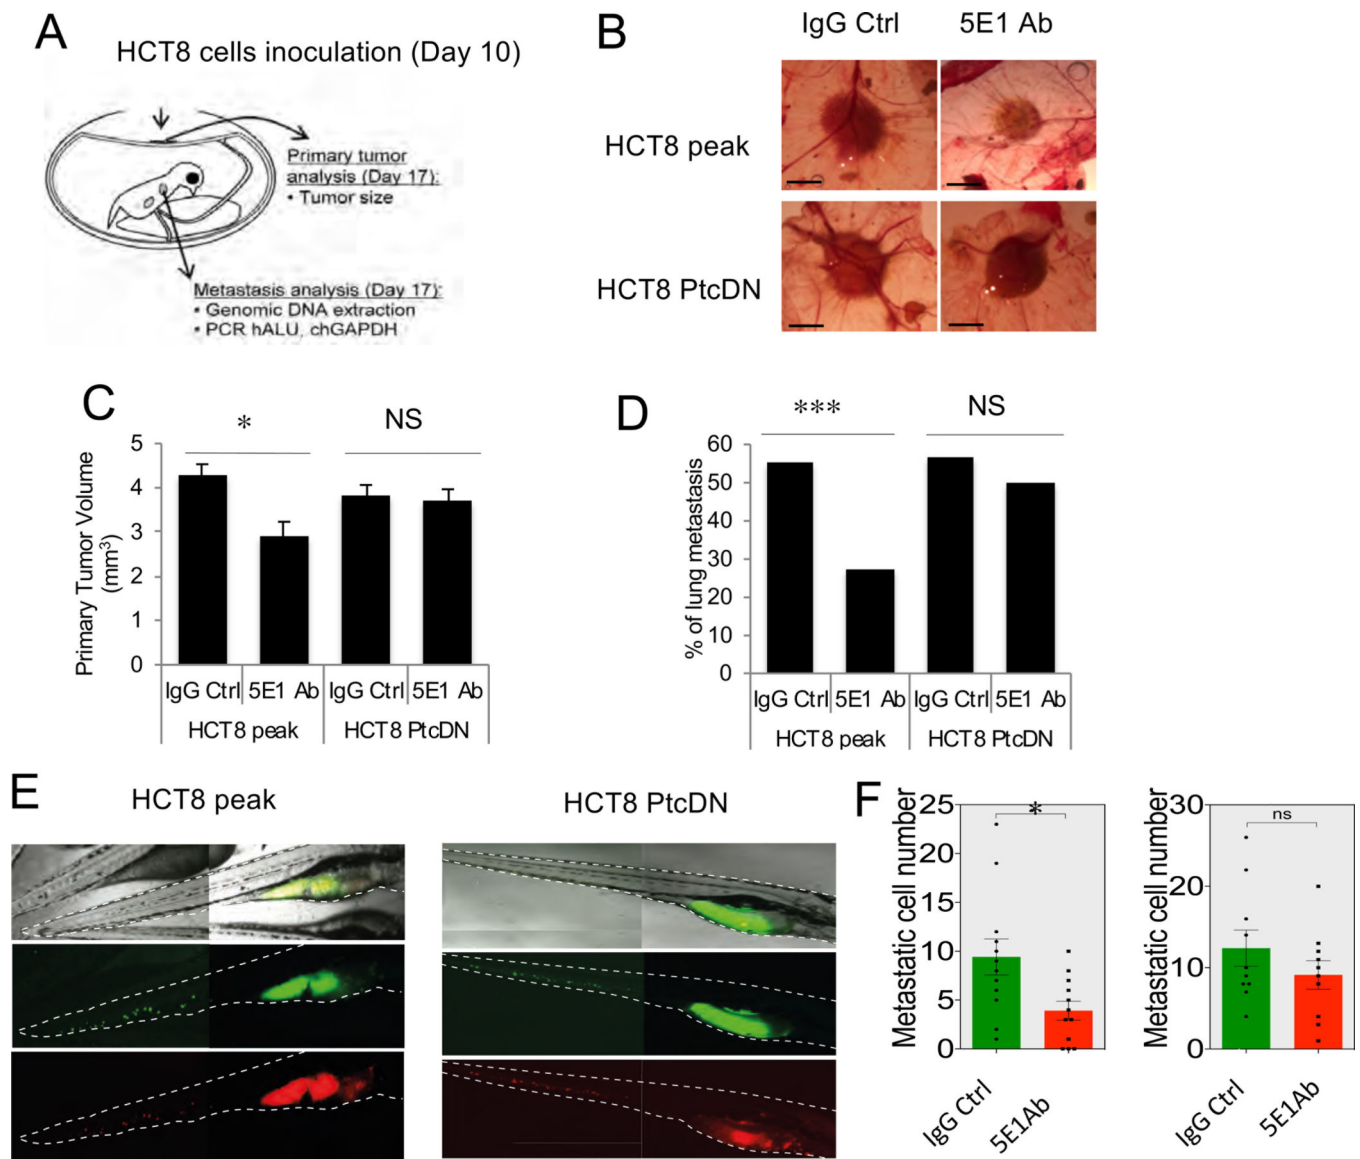 A
HCT8 cells inoculation (Day 10)
Primary tumor
analysis (Day 17):
• Tumor size
Metastasis analysis (Day 17):
• Genomic DNA extraction
• PCR hALU, chGAPDH
B
IgG Ctrl 5E1 Ab
HCT8 peak
HCT8 PtcDN
C
* NS
Primary Tumor Volume
(mm³)
5
4
3
2
1
0
IgG Ctrl 5E1 Ab IgG Ctrl 5E1 Ab
HCT8 peak HCT8 PtcDN
D
*** NS
% of lung metastasis
60
50
40
30
20
10
0
IgG Ctrl 5E1 Ab IgG Ctrl 5E1 Ab
HCT8 peak HCT8 PtcDN
E
HCT8 peak HCT8 PtcDN
F
Metastatic cell number
25
20
15
10
5
0
*
IgG Ctrl 5E1Ab
Metastatic cell number
30
20
10
0
ns
IgG Ctrl 5E1Ab